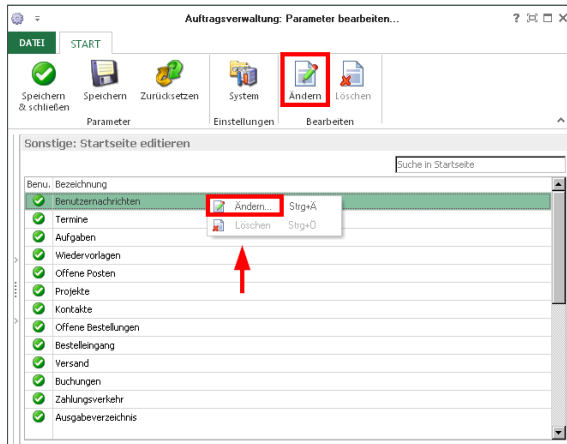 Auftragsverwaltung: Parameter bearbeiten...
DATEI START
Speichern & schließen
Speichern
Zurücksetzen
System
Ändern
Löschen
Parameter
Einstellungen
Bearbeiten
Sonstige: Startseite editieren
Suche in Startseite
Benu. Bezeichnung
Benutzernachrichten
Ändern... Strg+Ä
Termine
Löschen Strg+Ö
Aufgaben
Wiedervorlagen
Offene Posten
Projekte
Kontakte
Offene Bestellungen
Bestelleingang
Versand
Buchungen
Zahlungsverkehr
Ausgabeverzeichnis